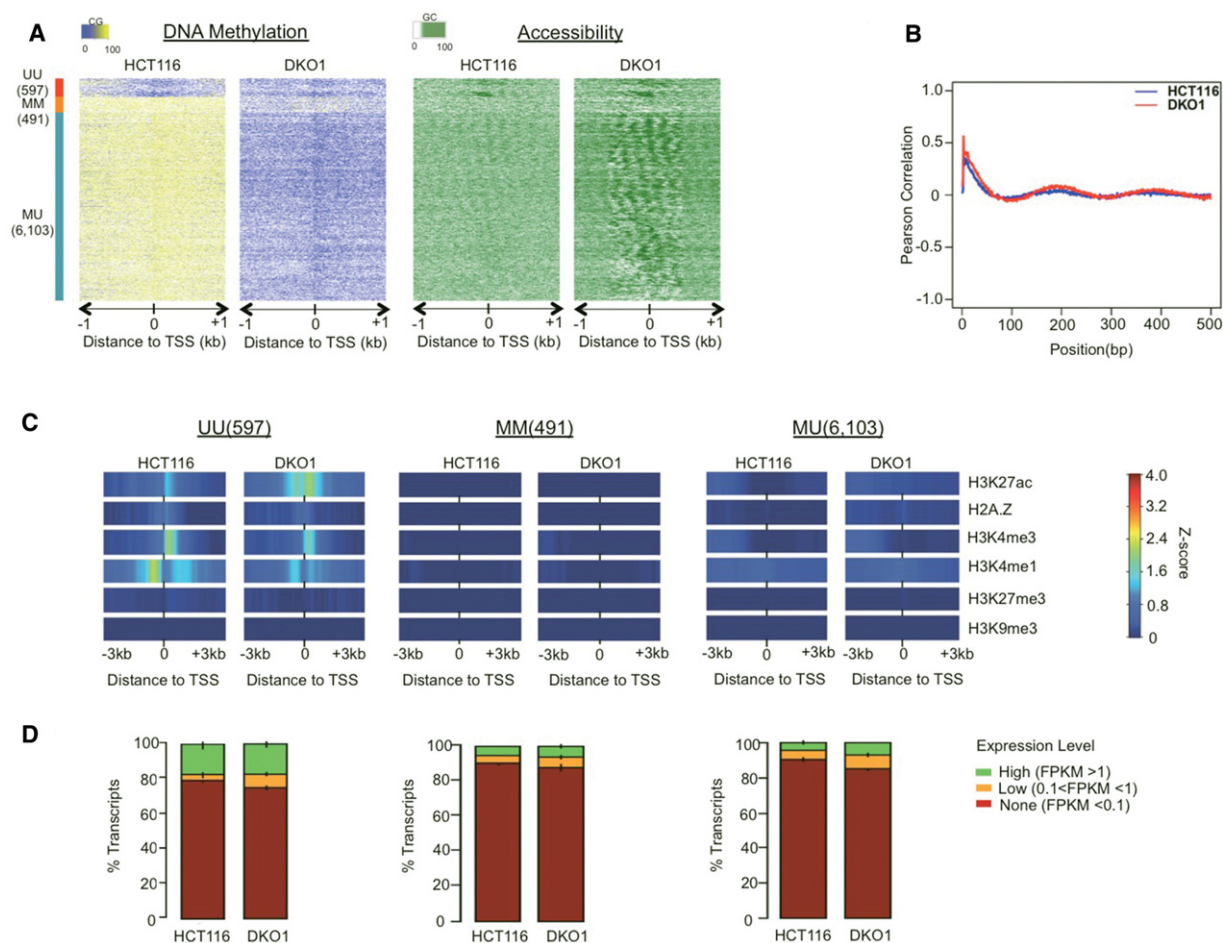 A
CG
0 100
DNA Methylation
GC
0 100
Accessibility
HCT116
DKO1
HCT116
DKO1
UU
(597)
MM
(491)
MU
(6,103)
-1 0 +1
-1 0 +1
-1 0 +1
-1 0 +1
Distance to TSS (kb)
Distance to TSS (kb)
Distance to TSS (kb)
Distance to TSS (kb)
B
HCT116
DKO1
Pearson Correlation
1.0
0.5
0
-0.5
-1.0
0 100 200 300 400 500
Position(bp)
C
UU(597)
MM(491)
MU(6,103)
HCT116
DKO1
HCT116
DKO1
HCT116
DKO1
H3K27ac
H2A.Z
H3K4me3
H3K4me1
H3K27me3
H3K9me3
-3kb 0 +3kb
-3kb 0 +3kb
-3kb 0 +3kb
-3kb 0 +3kb
-3kb 0 +3kb
-3kb 0 +3kb
Distance to TSS
Distance to TSS
Distance to TSS
Distance to TSS
Distance to TSS
Distance to TSS
4.0
3.2
2.4
1.6
0.8
0
Z-score
D
% Transcripts
100
80
60
40
20
0
HCT116
DKO1
% Transcripts
100
80
60
40
20
0
HCT116
DKO1
% Transcripts
100
80
60
40
20
0
HCT116
DKO1
Expression Level
High (FPKM >1)
Low (0.1<FPKM <1)
None (FPKM <0.1)